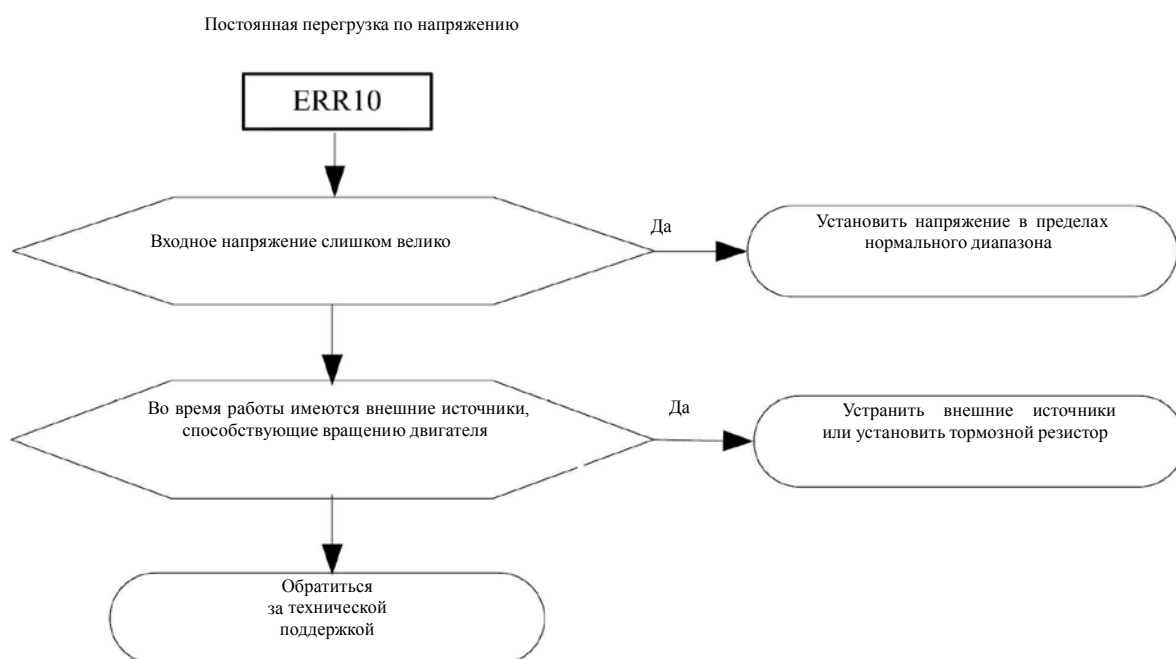 Постоянная перегрузка по напряжению
ERR10
Входное напряжение слишком велико
Да
Установить напряжение в пределах
нормального диапазона
Во время работы имеются внешние источники,
способствующие вращению двигателя
Да
Устранить внешние источники
или установить тормозной резистор
Обратиться
за технической
поддержкой